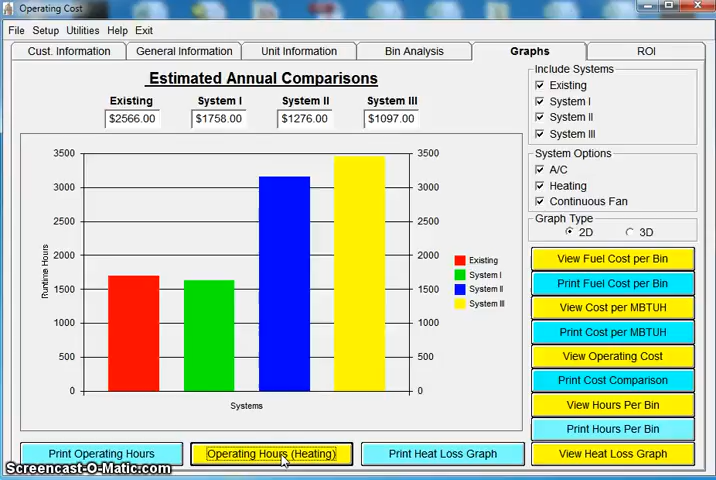 Operating Cost
File Setup Utilities Help Exit
Cust. Information General Information Unit Information Bin Analysis Graphs ROI
Estimated Annual Comparisons
Existing System I System II System III
$2566.00 $1758.00 $1276.00 $1097.00
Include Systems
Existing
System I
System II
System III
System Options
A/C
Heating
Continuous Fan
Graph Type
2D 3D
3500 3500
3000 3000
2500 2500
2000 2000
1500 1500
1000 1000
500 500
0 0
Runtime Hours
Systems
Existing
System I
System II
System III
View Fuel Cost per Bin
Print Fuel Cost per Bin
View Cost per MBTUH
Print Cost per MBTUH
View Operating Cost
Print Cost Comparison
View Hours Per Bin
Print Hours Per Bin
Print Operating Hours Operating Hours (Heating) Print Heat Loss Graph View Heat Loss Graph
Screencast-O-Matic.com